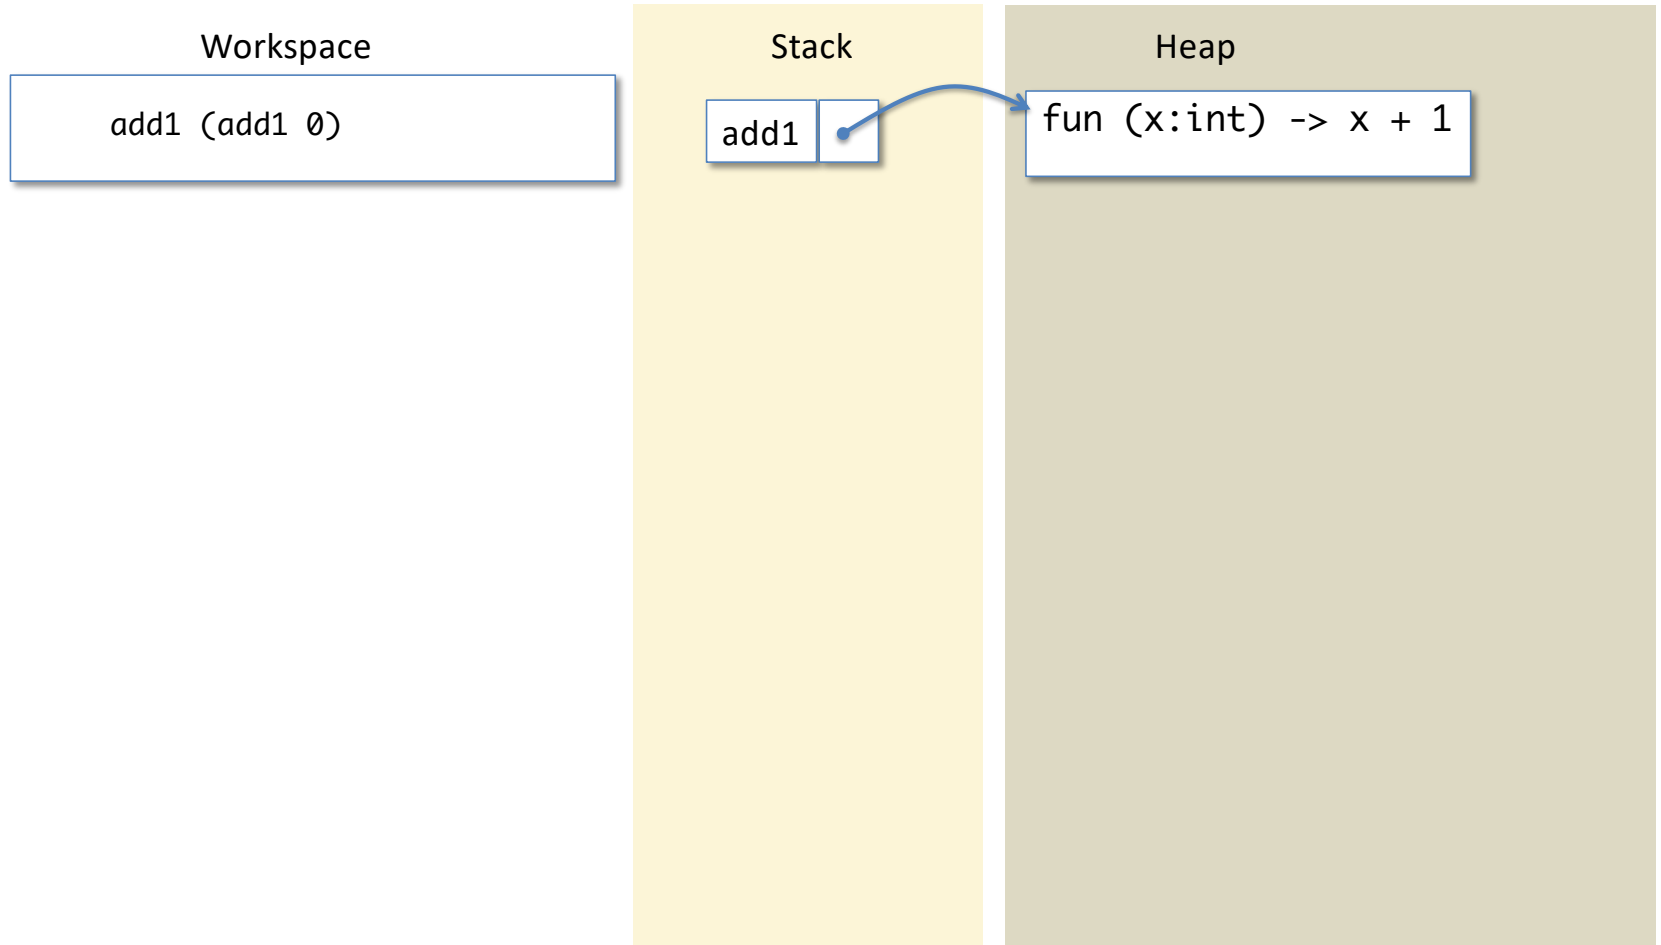 Workspace
Stack
Heap
add1 (add1 0)
add1
fun (x:int) -> x + 1